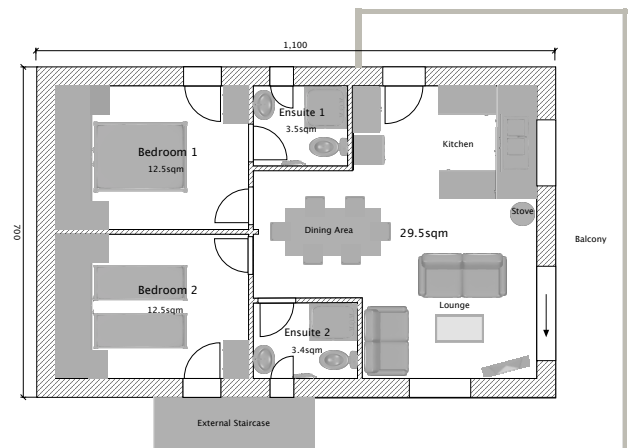 1,100
Ensuite 1
3.5sqm
Bedroom 1
12.5sqm
Kitchen
Stove
700
Dining Area
29.5sqm
Balcony
Bedroom 2
12.5sqm
Lounge
Ensuite 2
3.4sqm
External Staircase